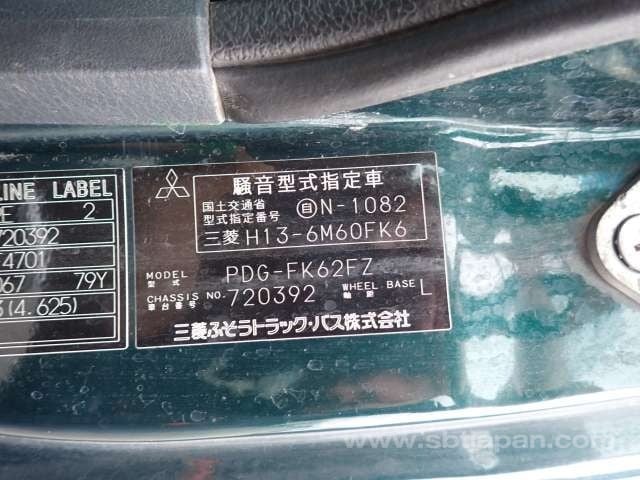 LINE LABEL
2
720392
4701
067 79Y
3(4.625)
騒音型式指定車
国土交通省
型式指定番号 自N-1082
三菱 H13-6M60FK6
MODEL
型式 PDG-FK62FZ
CHASSIS NO. 720392 WHEEL BASE L
車台番号 軸距
三菱ふそうトラック・バス株式会社
www.sbtjapan.com